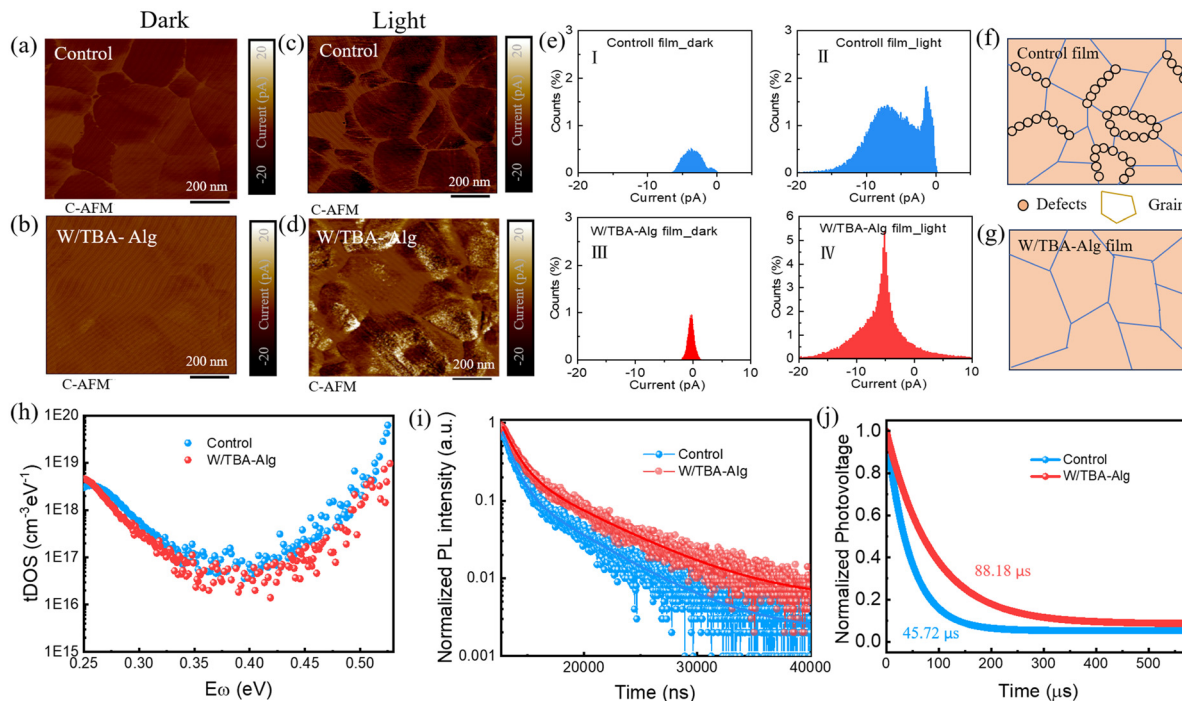 Dark
Light
(a)
Control
Current (pA)
20
-20
200 nm
C-AFM
(b)
W/TBA- Alg
Current (pA)
20
-20
200 nm
C-AFM
(c)
Control
Current (pA)
20
-20
200 nm
C-AFM
(d)
W/TBA- Alg
Current (pA)
20
-20
200 nm
C-AFM
(e)
Controll film_dark
I
Counts (%)
3
2
1
0
-20
-10
0
10
Current (pA)
Controll film_light
II
Counts (%)
3
2
1
0
-15
-10
-5
0
5
Current (pA)
W/TBA-Alg film_dark
III
Counts (%)
3
2
1
0
-20
-10
0
10
Current (pA)
W/TBA-Alg film_light
IV
Counts (%)
6
5
4
3
2
1
0
20
-10
0
10
Current (pA)
(f)
Control film
Defects
Grain
(g)
W/TBA-Alg film
(h)
tDOS (cm⁻³eV⁻¹)
1E20
1E19
1E18
1E17
1E16
1E15
Control
W/TBA-Alg
0.25
0.30
0.35
0.40
0.45
0.50
Eω (eV)
(i)
Normalized PL intensity (a.u.)
1
0.1
0.01
0.001
Control
W/TBA-Alg
20000
30000
40000
Time (ns)
(j)
Normalized Photovoltage
1.0
0.8
0.6
0.4
0.2
0.0
Control
W/TBA-Alg
88.18 μs
45.72 μs
0
100
200
300
400
500
Time (μs)